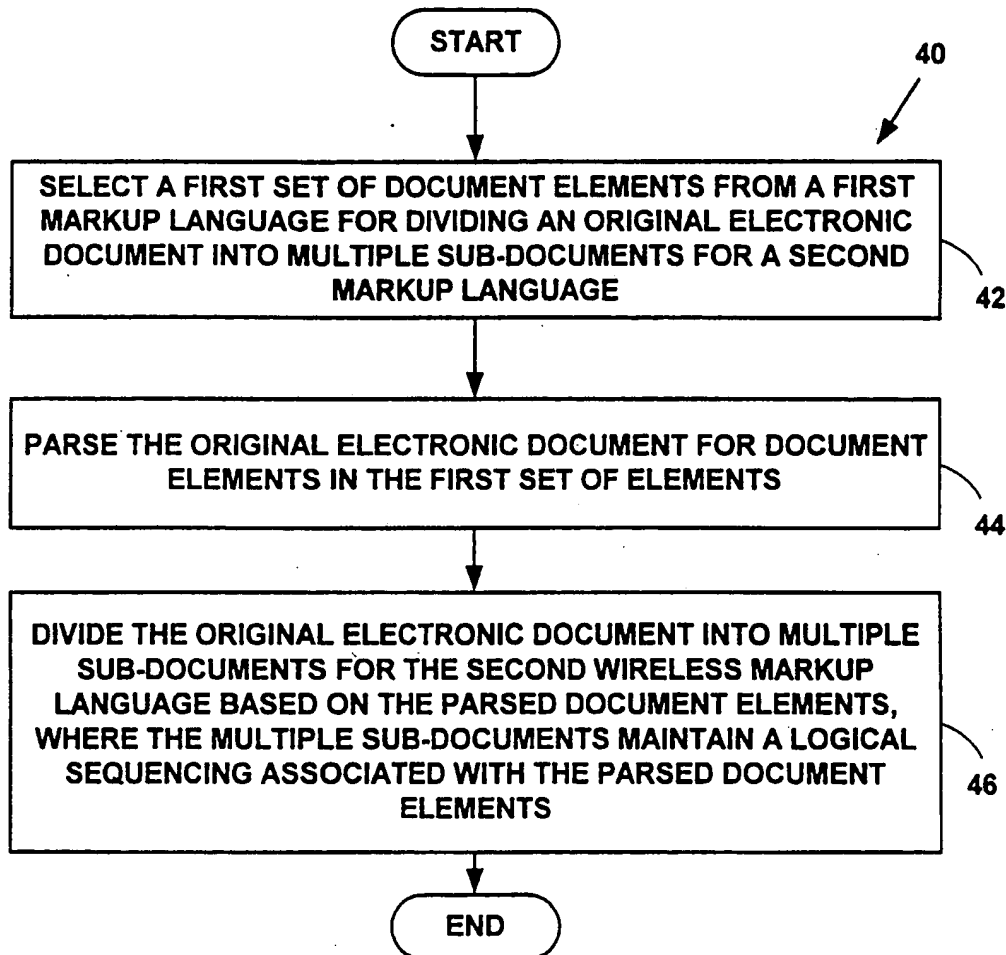 START
40
SELECT A FIRST SET OF DOCUMENT ELEMENTS FROM A FIRST
MARKUP LANGUAGE FOR DIVIDING AN ORIGINAL ELECTRONIC
DOCUMENT INTO MULTIPLE SUB-DOCUMENTS FOR A SECOND
MARKUP LANGUAGE
42
PARSE THE ORIGINAL ELECTRONIC DOCUMENT FOR DOCUMENT
ELEMENTS IN THE FIRST SET OF ELEMENTS
44
DIVIDE THE ORIGINAL ELECTRONIC DOCUMENT INTO MULTIPLE
SUB-DOCUMENTS FOR THE SECOND WIRELESS MARKUP
LANGUAGE BASED ON THE PARSED DOCUMENT ELEMENTS,
WHERE THE MULTIPLE SUB-DOCUMENTS MAINTAIN A LOGICAL
SEQUENCING ASSOCIATED WITH THE PARSED DOCUMENT
ELEMENTS
46
END